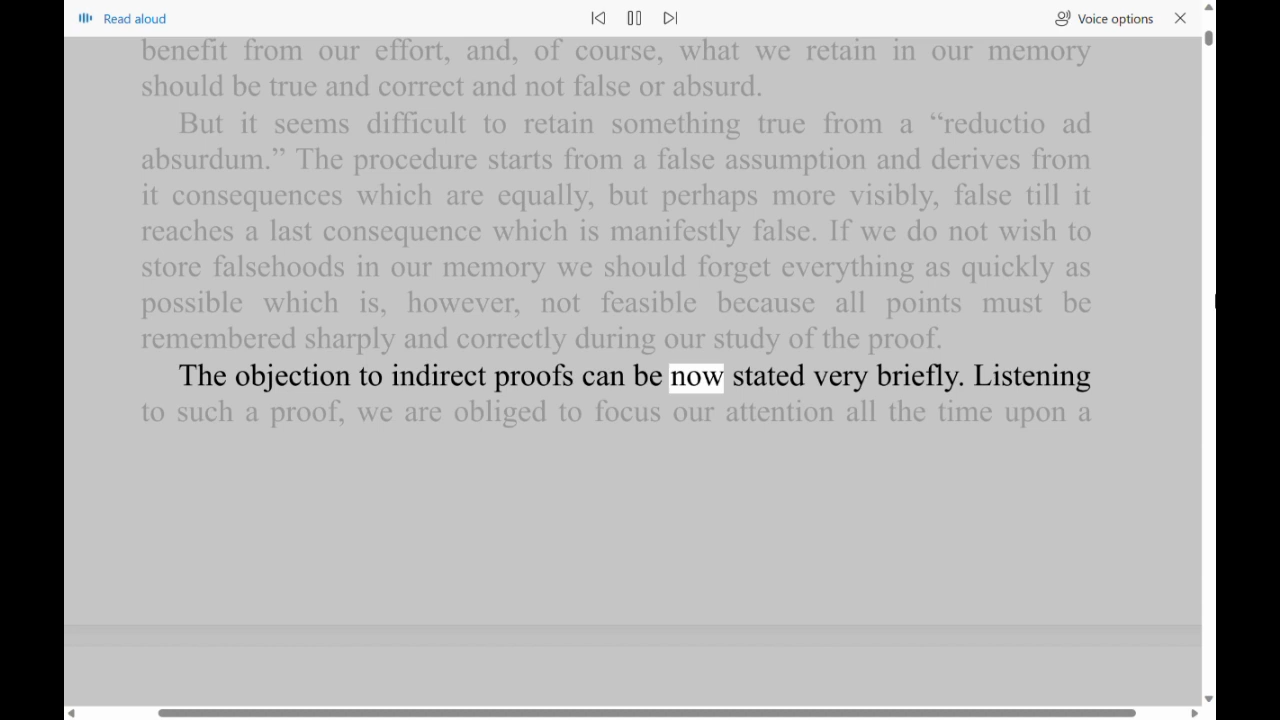 Read aloud
Voice options
benefit from our effort, and, of course, what we retain in our memory
should be true and correct and not false or absurd.
But it seems difficult to retain something true from a “reductio ad
absurdum.” The procedure starts from a false assumption and derives from
it consequences which are equally, but perhaps more visibly, false till it
reaches a last consequence which is manifestly false. If we do not wish to
store falsehoods in our memory we should forget everything as quickly as
possible which is, however, not feasible because all points must be
remembered sharply and correctly during our study of the proof.
The objection to indirect proofs can be now stated very briefly. Listening
to such a proof, we are obliged to focus our attention all the time upon a